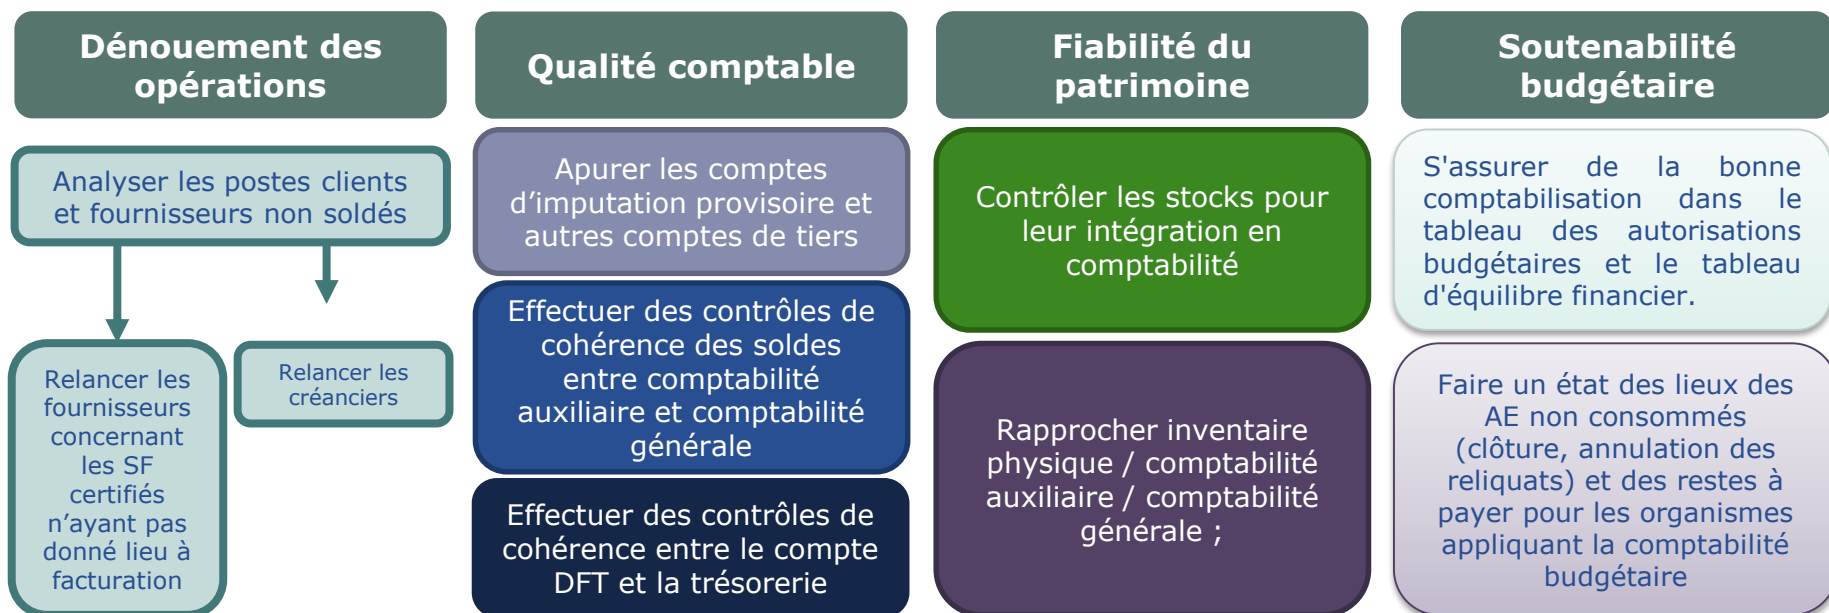 Dénouement des
opérations
Analyser les postes clients
et fournisseurs non soldés
Relancer les
fournisseurs
concernant
les SF
certifiés
n’ayant pas
donné lieu à
facturation
Relancer les
créanciers
Qualité comptable
Apurer les comptes
d’imputation provisoire et
autres comptes de tiers
Effectuer des contrôles de
cohérence des soldes
entre comptabilité
auxiliaire et comptabilité
générale
Effectuer des contrôles de
cohérence entre le compte
DFT et la trésorerie
Fiabilité du
patrimoine
Contrôler les stocks pour
leur intégration en
comptabilité
Rapprocher inventaire
physique / comptabilité
auxiliaire / comptabilité
générale ;
Soutenabilité
budgétaire
S'assurer de la bonne
comptabilisation dans le
tableau des autorisations
budgétaires et le tableau
d'équilibre financier.
Faire un état des lieux des
AE non consommés
(clôture, annulation des
reliquats) et des restes à
payer pour les organismes
appliquant la comptabilité
budgétaire